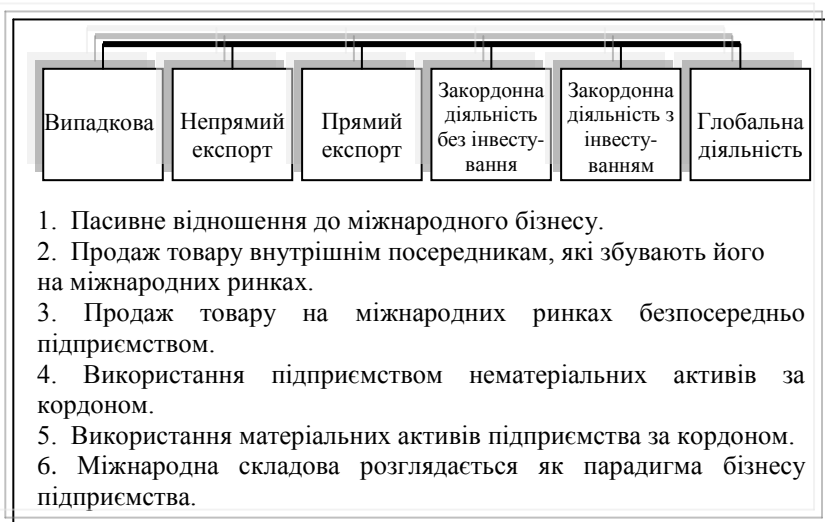 Випадкова
Непрямий
експорт
Прямий
експорт
Закордонна
діяльність
без інвесту-
вання
Закордонна
діяльність з
інвесту-
ванням
Глобальна
діяльність
1. Пасивне відношення до міжнародного бізнесу.
2. Продаж товару внутрішнім посередникам, які збувають його
на міжнародних ринках.
3. Продаж товару на міжнародних ринках безпосередньо
підприємством.
4. Використання підприємством нематеріальних активів за
кордоном.
5. Використання матеріальних активів підприємства за кордоном.
6. Міжнародна складова розглядається як парадигма бізнесу
підприємства.